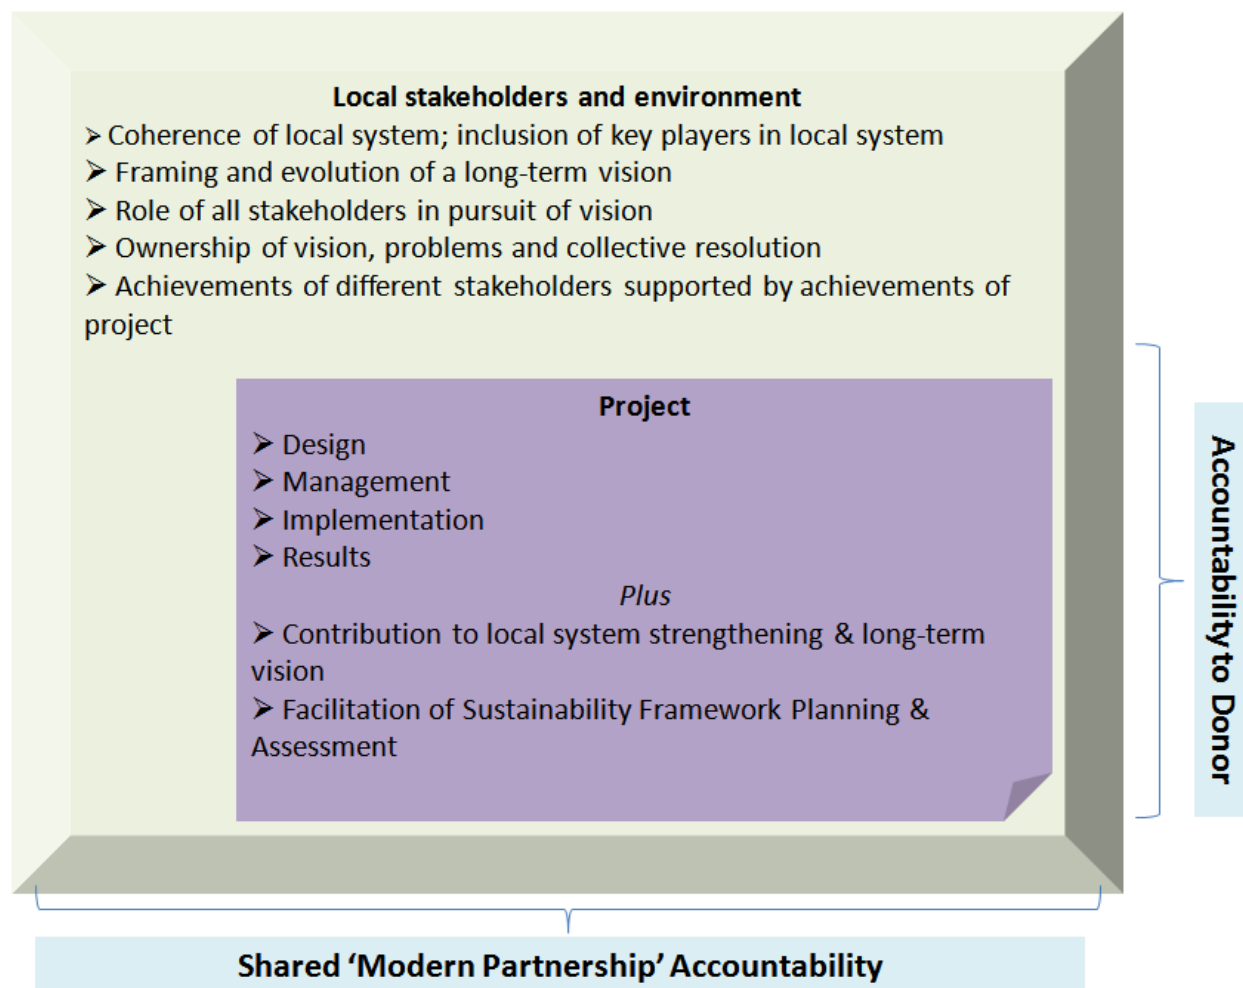 Local stakeholders and environment
➢ Coherence of local system; inclusion of key players in local system
➢ Framing and evolution of a long-term vision
➢ Role of all stakeholders in pursuit of vision
➢ Ownership of vision, problems and collective resolution
➢ Achievements of different stakeholders supported by achievements of
project
Project
➢ Design
➢ Management
➢ Implementation
➢ Results
Plus
➢ Contribution to local system strengthening & long-term
vision
➢ Facilitation of Sustainability Framework Planning &
Assessment
Accountability to Donor
Shared ‘Modern Partnership’ Accountability